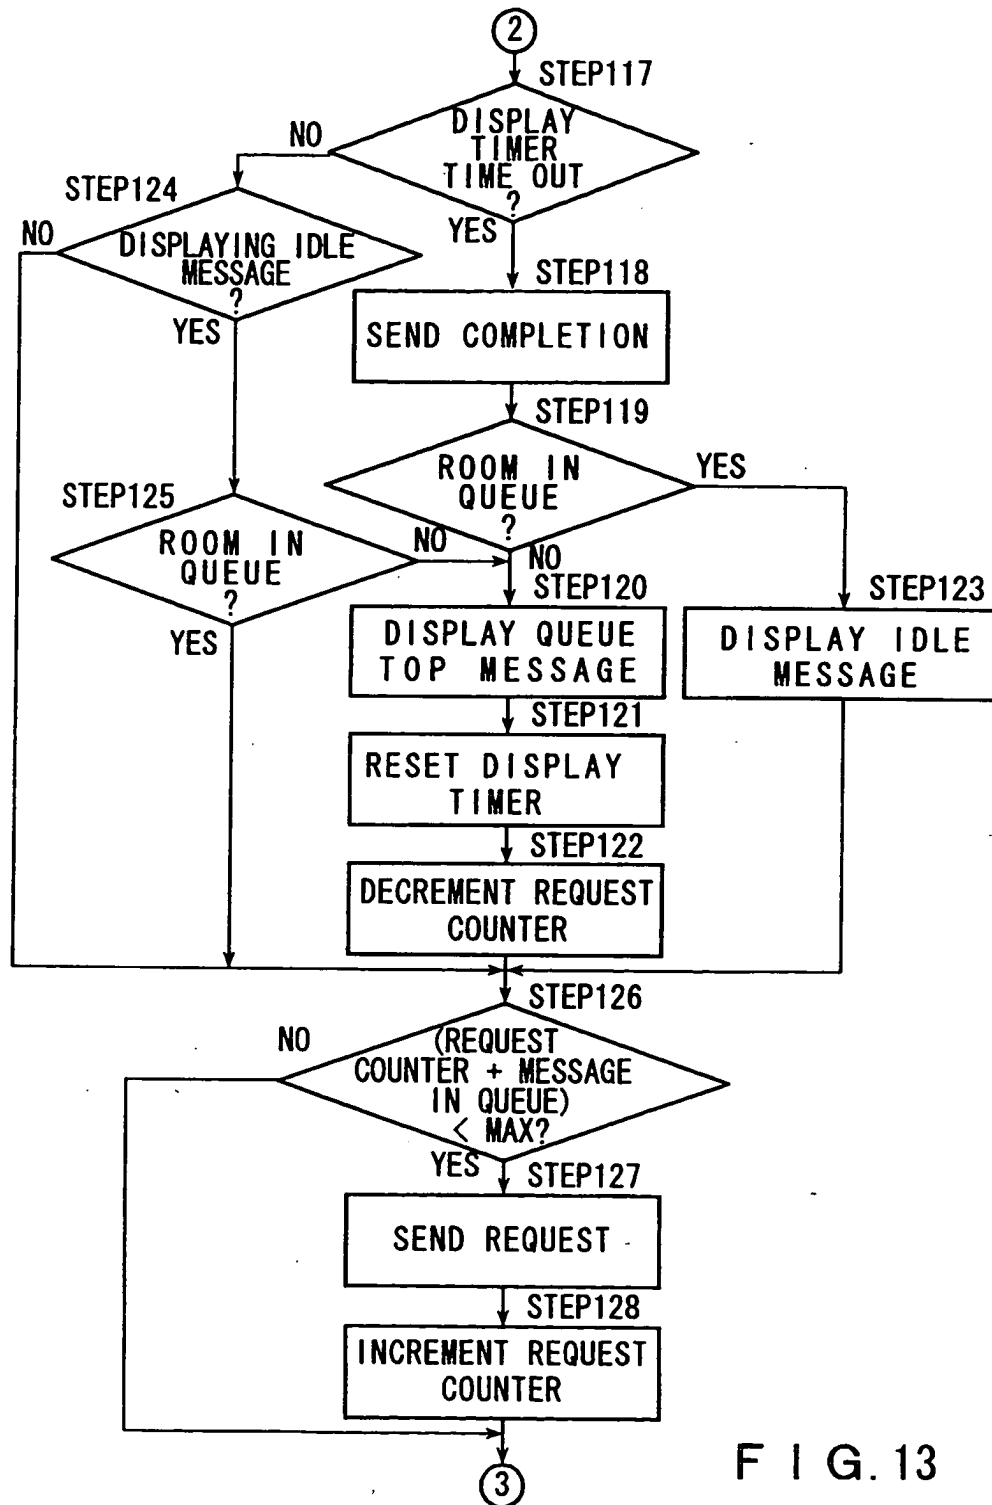 2
STEP117
DISPLAY
TIMER
TIME OUT
?
NO
YES
STEP124
NO
DISPLAYING IDLE
MESSAGE
?
YES
STEP118
SEND COMPLETION
STEP119
ROOM IN
QUEUE
?
YES
NO
STEP125
ROOM IN
QUEUE
?
NO
YES
STEP120
DISPLAY QUEUE
TOP MESSAGE
STEP123
DISPLAY IDLE
MESSAGE
STEP121
RESET DISPLAY
TIMER
STEP122
DECREMENT REQUEST
COUNTER
STEP126
NO
(REQUEST
COUNTER + MESSAGE
IN QUEUE)
< MAX?
YES
STEP127
SEND REQUEST
STEP128
INCREMENT REQUEST
COUNTER
3
FIG.13